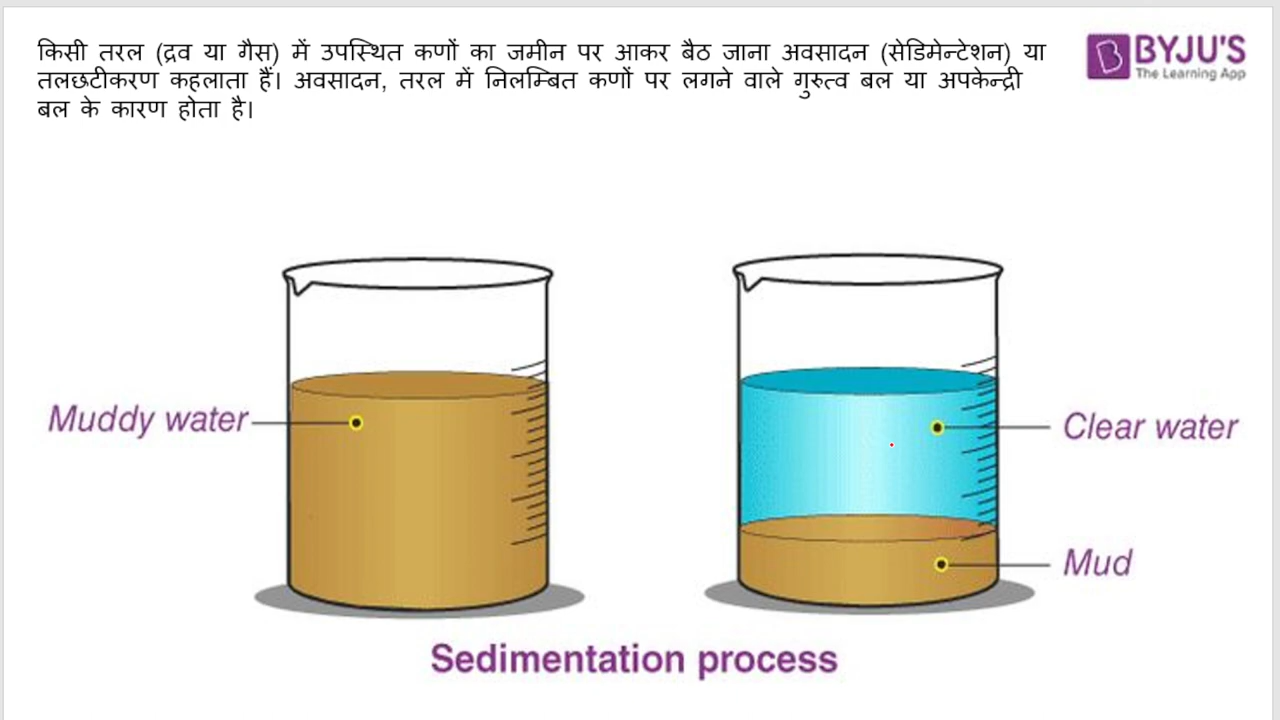 किसी तरल (द्रव या गैस) में उपस्थित कणों का जमीन पर आकर बैठ जाना अवसादन (सेडिमेन्टेशन) या
तलछटीकरण कहलाता हैं। अवसादन, तरल में निलम्बित कणों पर लगने वाले गुरुत्व बल या अपकेन्द्री
बल के कारण होता है।
BYJU'S
The Learning App
Muddy water
Clear water
Mud
Sedimentation process